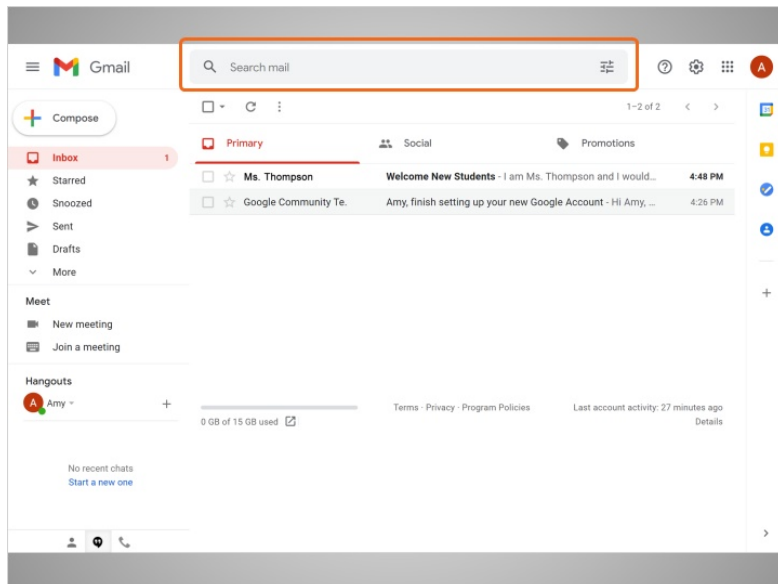 Gmail
Search mail
A
Compose
1–2 of 2
31
Primary
Social
Promotions
Inbox 1
Ms. Thompson Welcome New Students - I am Ms. Thompson and I would... 4:48 PM
Starred
Google Community Te. Amy, finish setting up your new Google Account - Hi Amy, ... 4:26 PM
Snoozed
Sent
Drafts
More
Meet
New meeting
Join a meeting
Hangouts
A Amy
0 GB of 15 GB used
Terms · Privacy · Program Policies
Last account activity: 27 minutes ago
Details
No recent chats
Start a new one